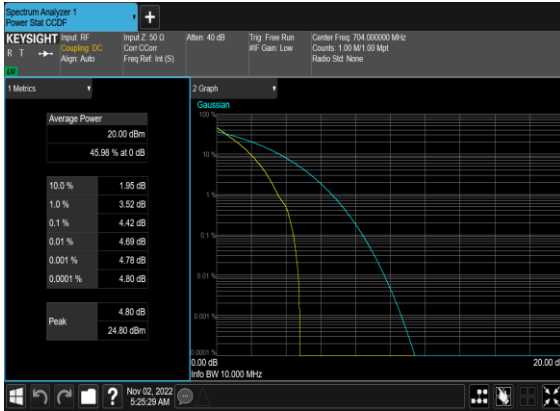 Spectrum Analyzer 1
Power Stat CCDF
+
KEYSIGHT
R T
LXI
Input: RF
Coupling: DC
Align: Auto
Input Z: 50 Ω
Corr CCorr
Freq Ref: Int (S)
Atten: 40 dB
Trig: Free Run
#IF Gain: Low
Center Freq: 704.000000 MHz
Counts: 1.00 M/1.00 Mpt
Radio Std: None
1 Metrics
Average Power
20.00 dBm
45.98 % at 0 dB
10.0 % 1.95 dB
1.0 % 3.52 dB
0.1 % 4.42 dB
0.01 % 4.69 dB
0.001 % 4.78 dB
0.0001 % 4.80 dB
Peak
4.80 dB
24.80 dBm
2 Graph
Gaussian
100 %
10 %
1 %
0.1 %
0.01 %
0.001 %
0.0001 %
0.00 dB
20.00 d
Info BW 10.000 MHz
?
Nov 02, 2022
5:25:29 AM